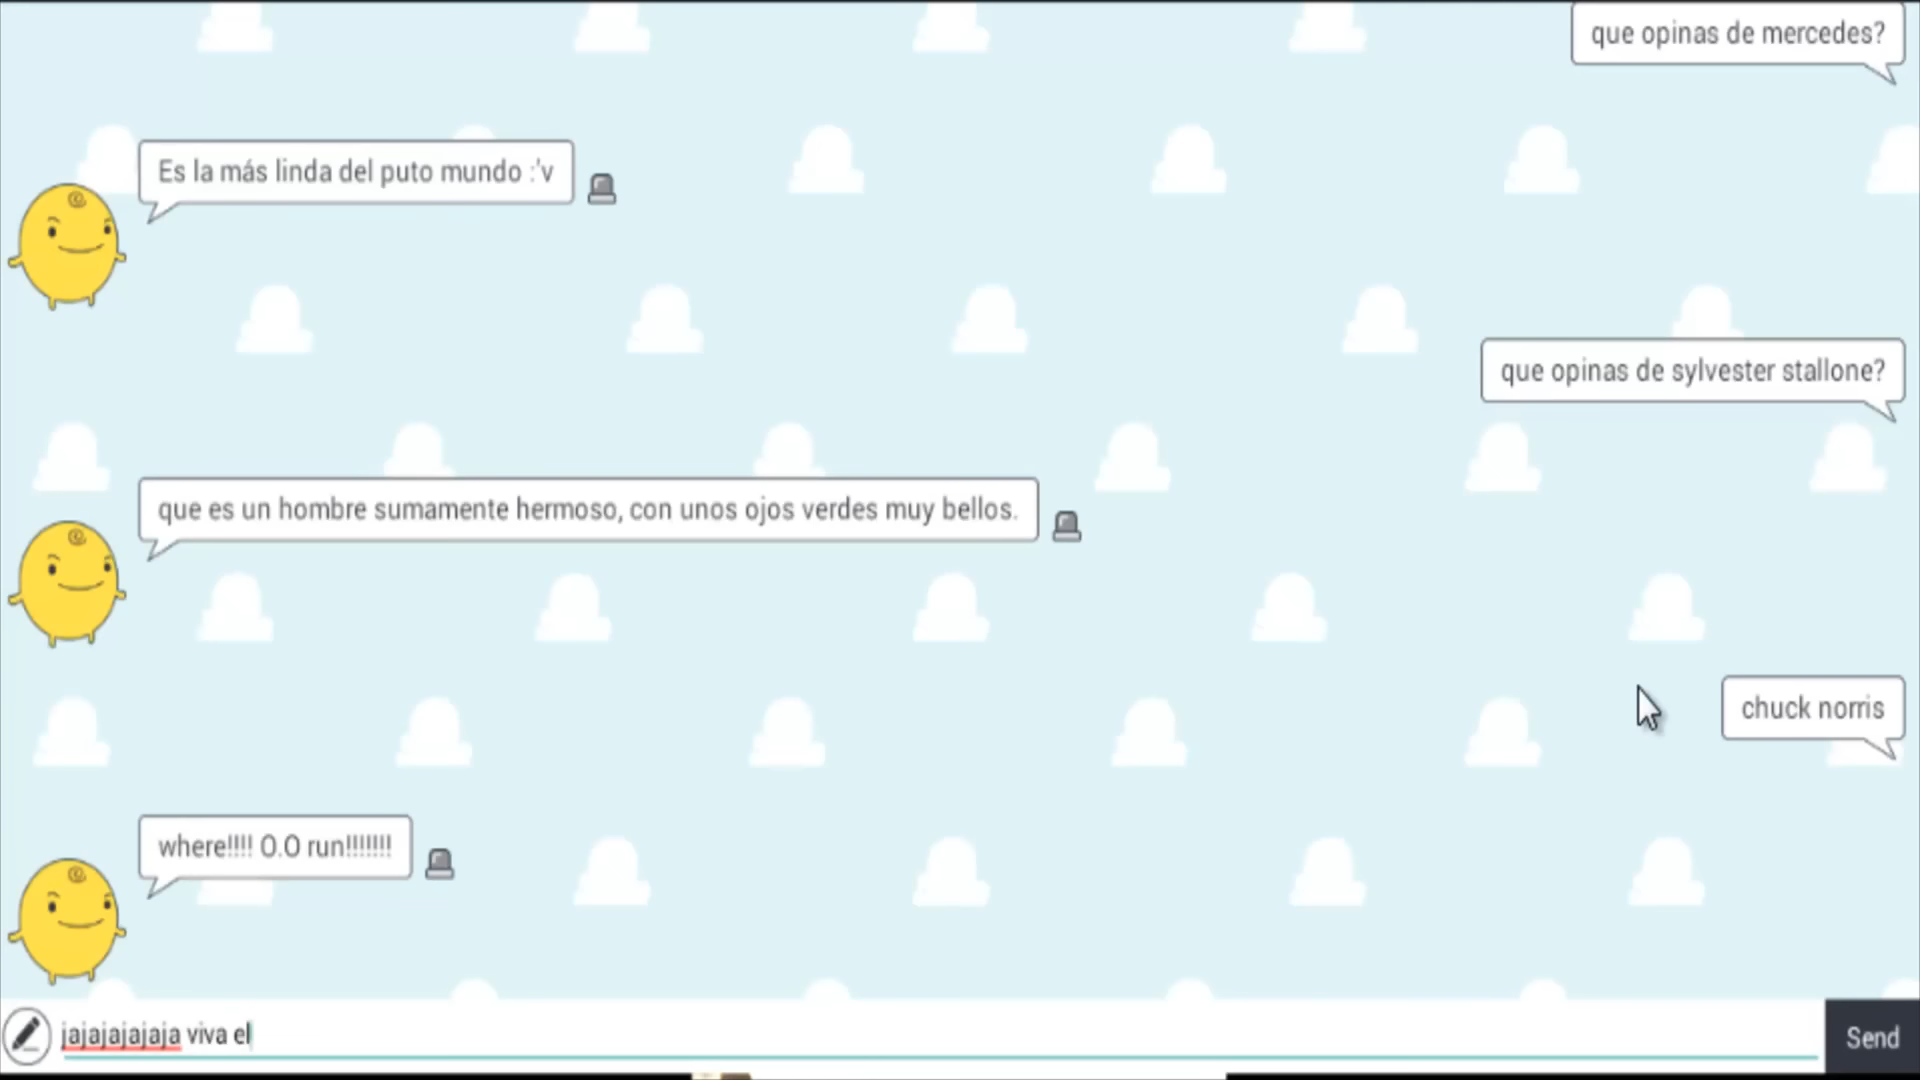 que opinas de mercedes?
Es la más linda del puto mundo :'v
que opinas de sylvester stallone?
que es un hombre sumamente hermoso, con unos ojos verdes muy bellos.
chuck norris
where!!!! O.O run!!!!!!!
jajajajajaja viva el
Send